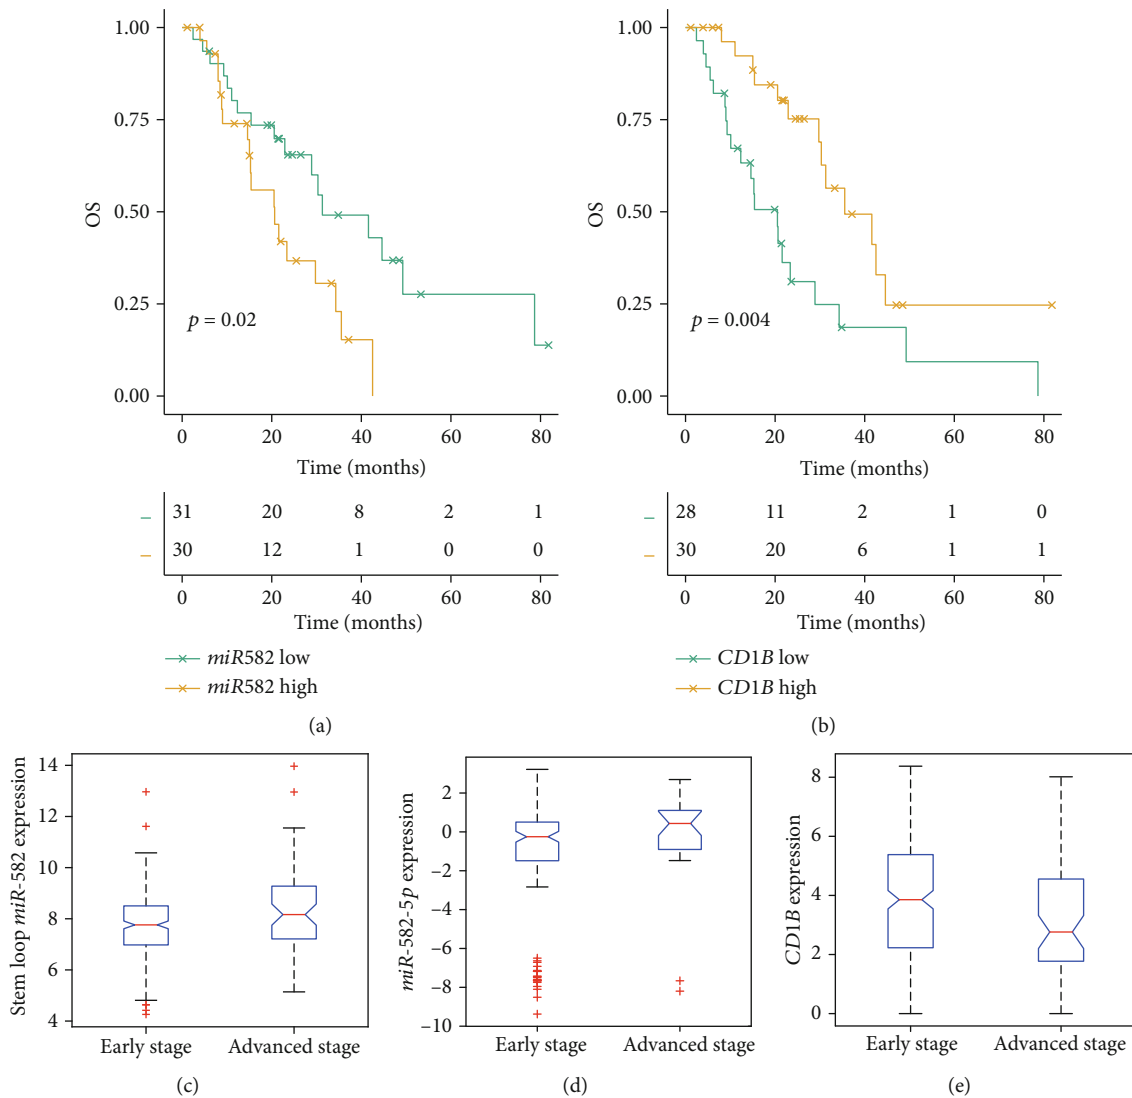 1.00
0.75
OS
0.50
0.25
p = 0.02
0.00
0 20 40 60 80
Time (months)
31 20 8 2 1
30 12 1 0 0
0 20 40 60 80
Time (months)
miR582 low
miR582 high
(a)
1.00
0.75
OS
0.50
0.25
p = 0.004
0.00
0 20 40 60 80
Time (months)
28 11 2 1 0
30 20 6 1 1
0 20 40 60 80
Time (months)
CD1B low
CD1B high
(b)
Stem loop miR-582 expression
14
12
10
8
6
4
Early stage Advanced stage
(c)
miR-582-5p expression
2
0
−2
−4
−6
−8
−10
Early stage Advanced stage
(d)
CD1B expression
8
6
4
2
0
Early stage Advanced stage
(e)